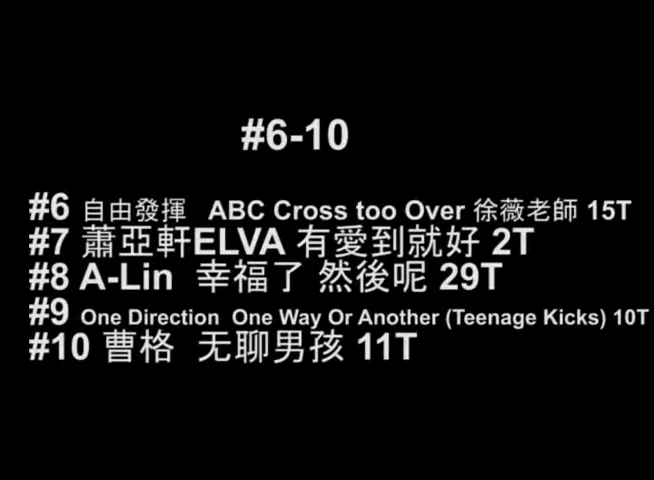 #6-10
#6 自由發揮 ABC Cross too Over 徐薇老師 15T
#7 蕭亞軒ELVA 有愛到就好 2T
#8 A-Lin 幸福了 然後呢 29T
#9 One Direction One Way Or Another (Teenage Kicks) 10T
#10 曹格 无聊男孩 11T